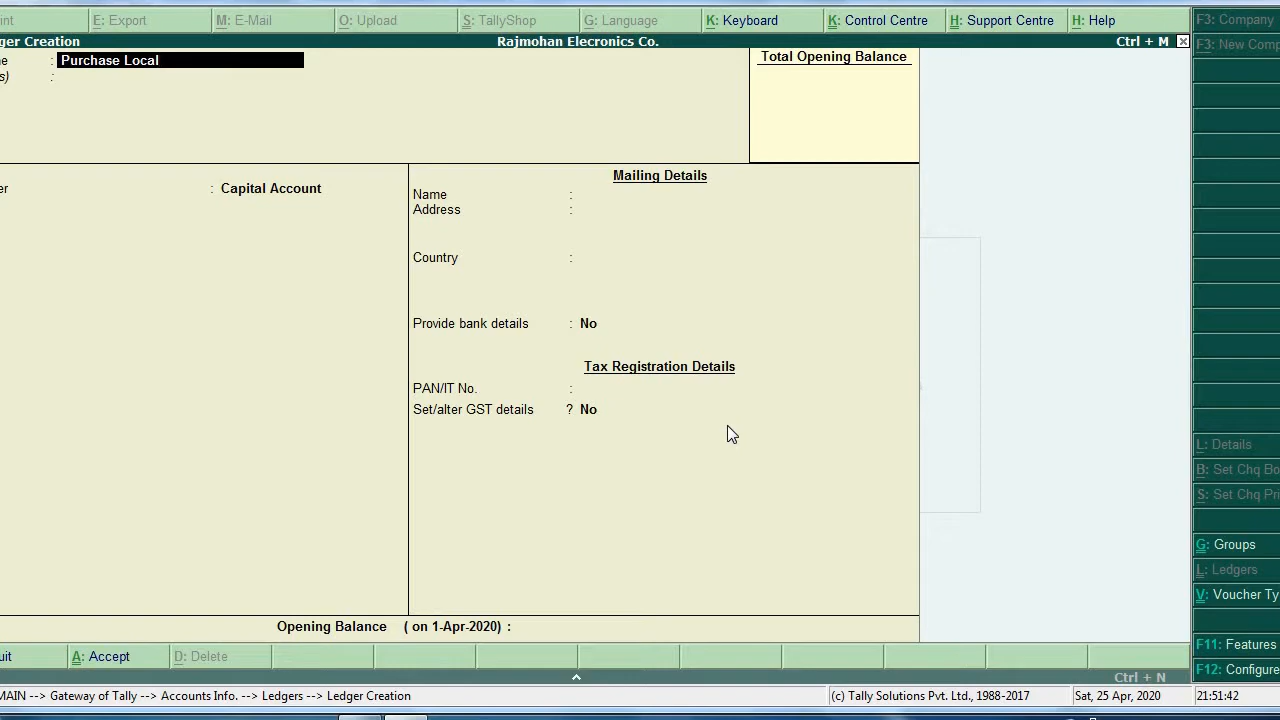 int E: Export M: E-Mail O: Upload S: TallyShop G: Language K: Keyboard K: Control Centre H: Support Centre H: Help F3: Company
ger Creation Rajmohan Elecronics Co. Ctrl + M F3: New Comp
e : Purchase Local Total Opening Balance
s) :
Mailing Details
er : Capital Account
Name :
Address :
Country :
Provide bank details : No
Tax Registration Details
PAN/IT No. :
Set/alter GST details ? No
L: Details
B: Set Chq Bo
S: Set Chq Pri
G: Groups
L: Ledgers
V: Voucher Ty
Opening Balance ( on 1-Apr-2020) :
F11: Features
uit A: Accept D: Delete
F12: Configure
Ctrl + N
MAIN --> Gateway of Tally --> Accounts Info. --> Ledgers --> Ledger Creation (c) Tally Solutions Pvt. Ltd., 1988-2017 Sat, 25 Apr, 2020 21:51:42